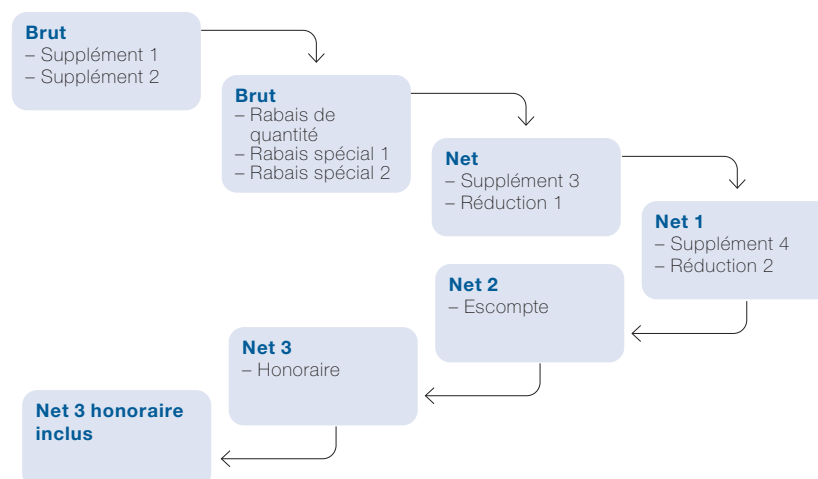 Brut
– Supplément 1
– Supplément 2
Brut
– Rabais de
quantité
– Rabais spécial 1
– Rabais spécial 2
Net
– Supplément 3
– Réduction 1
Net 1
– Supplément 4
– Réduction 2
Net 2
– Escompte
Net 3
– Honoraire
Net 3 honoraire
inclus